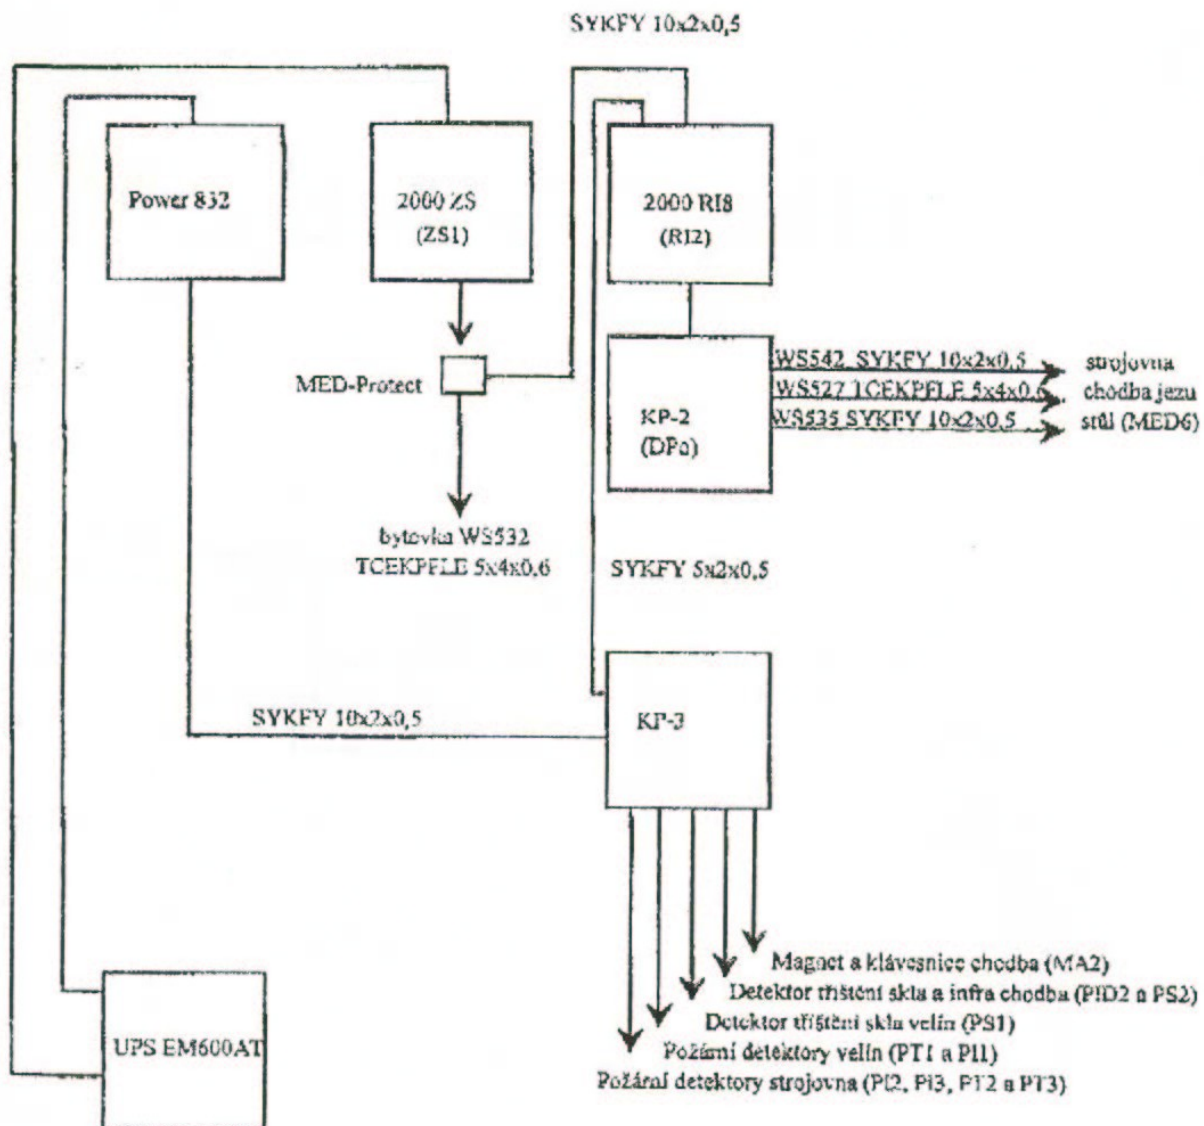 SYKFY 10x2x0,5
Power 832
2000 ZS
(ZS1)
2000 RI8
(RI2)
MED-Protect
KP-2
(DPa)
WS542 SYKFY 10x2x0,5
strojovna
WS527 TCEKPFLE 5x4x0,6
chodba jezu
WS535 SYKFY 10x2x0,5
stůl (MED6)
bytovka WS532
TCEKPFLE 5x4x0,6
SYKFY 5x2x0,5
SYKFY 10x2x0,5
KP-3
Magnet a klávesnice chodba (MA2)
Detektor tříštění skla a infra chodba (PID2 a PS2)
Detektor tříštění skla velín (PS1)
Požární detektory velín (PT1 a PI1)
Požární detektory strojovna (PI2, PI3, PT2 a PT3)
UPS EM600AT